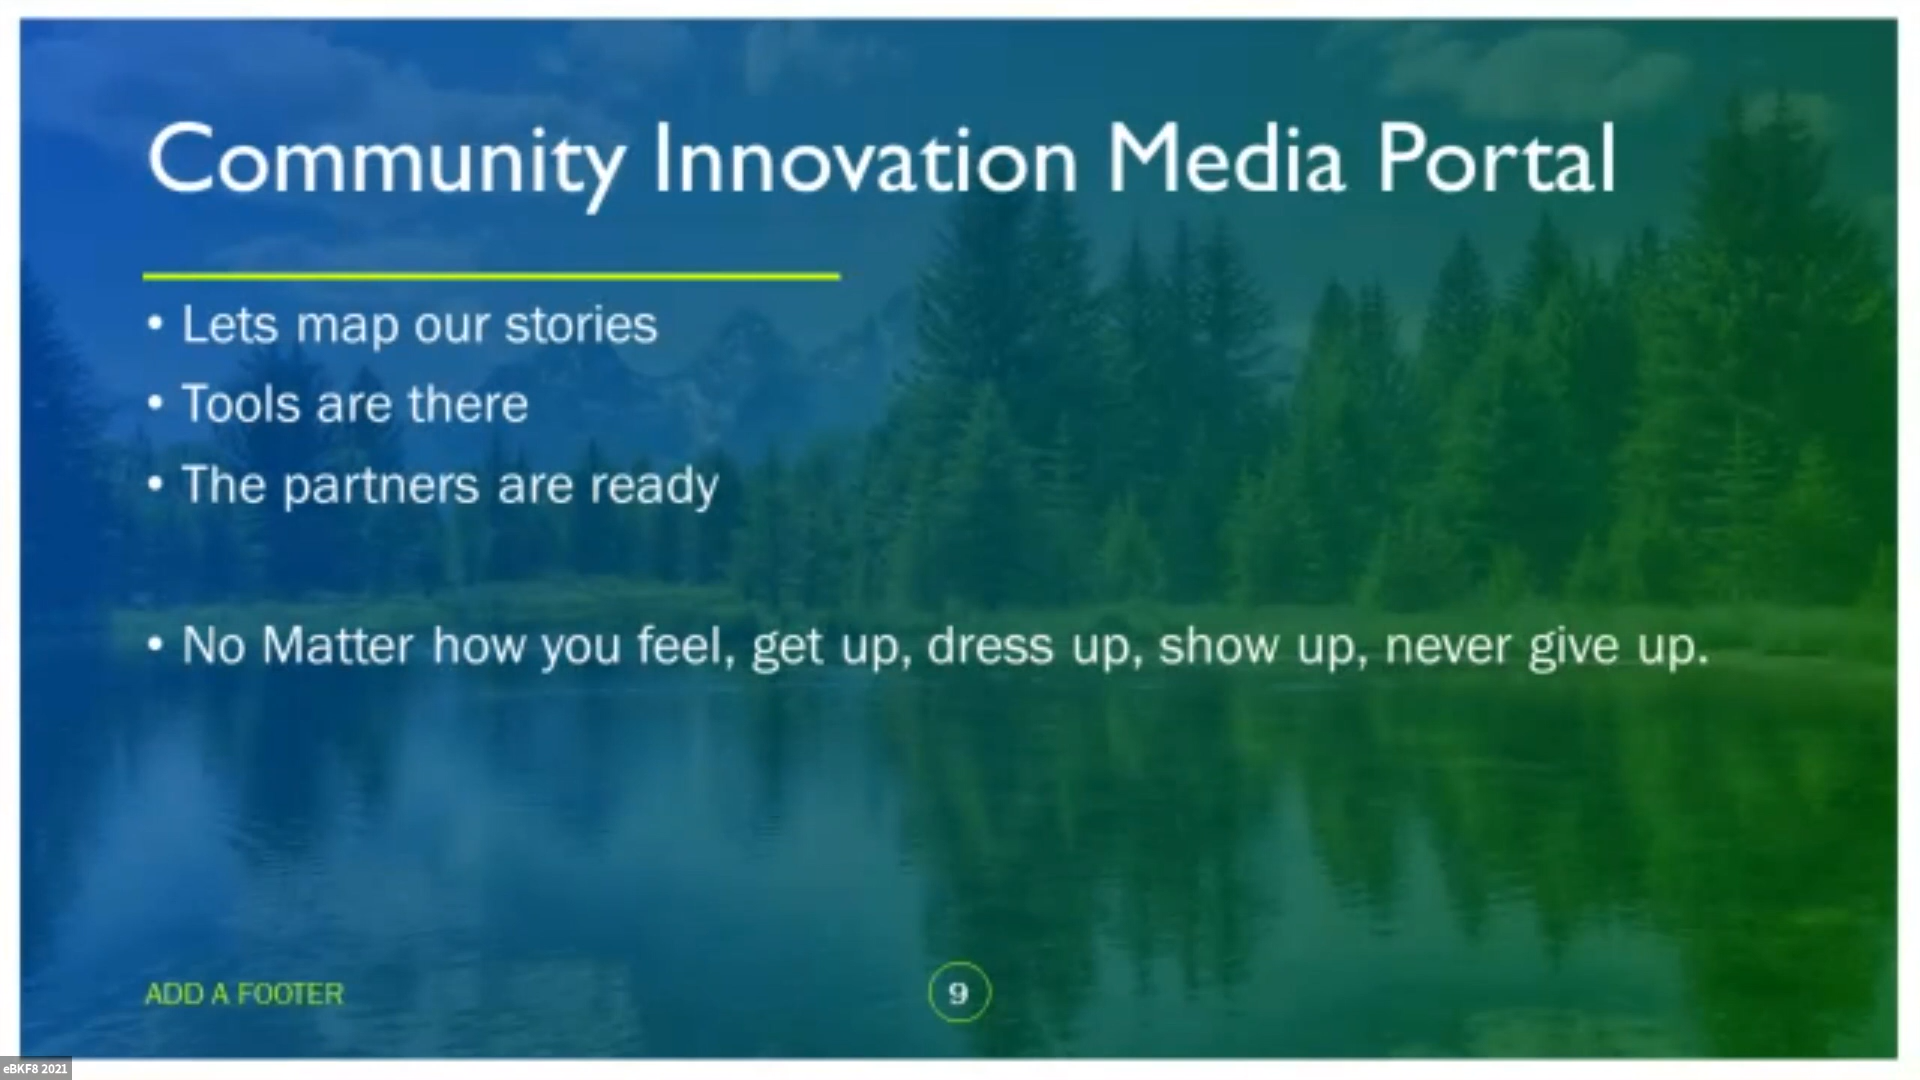 Community Innovation Media Portal
• Lets map our stories
• Tools are there
• The partners are ready
• No Matter how you feel, get up, dress up, show up, never give up.
ADD A FOOTER
9
eBKF8 2021